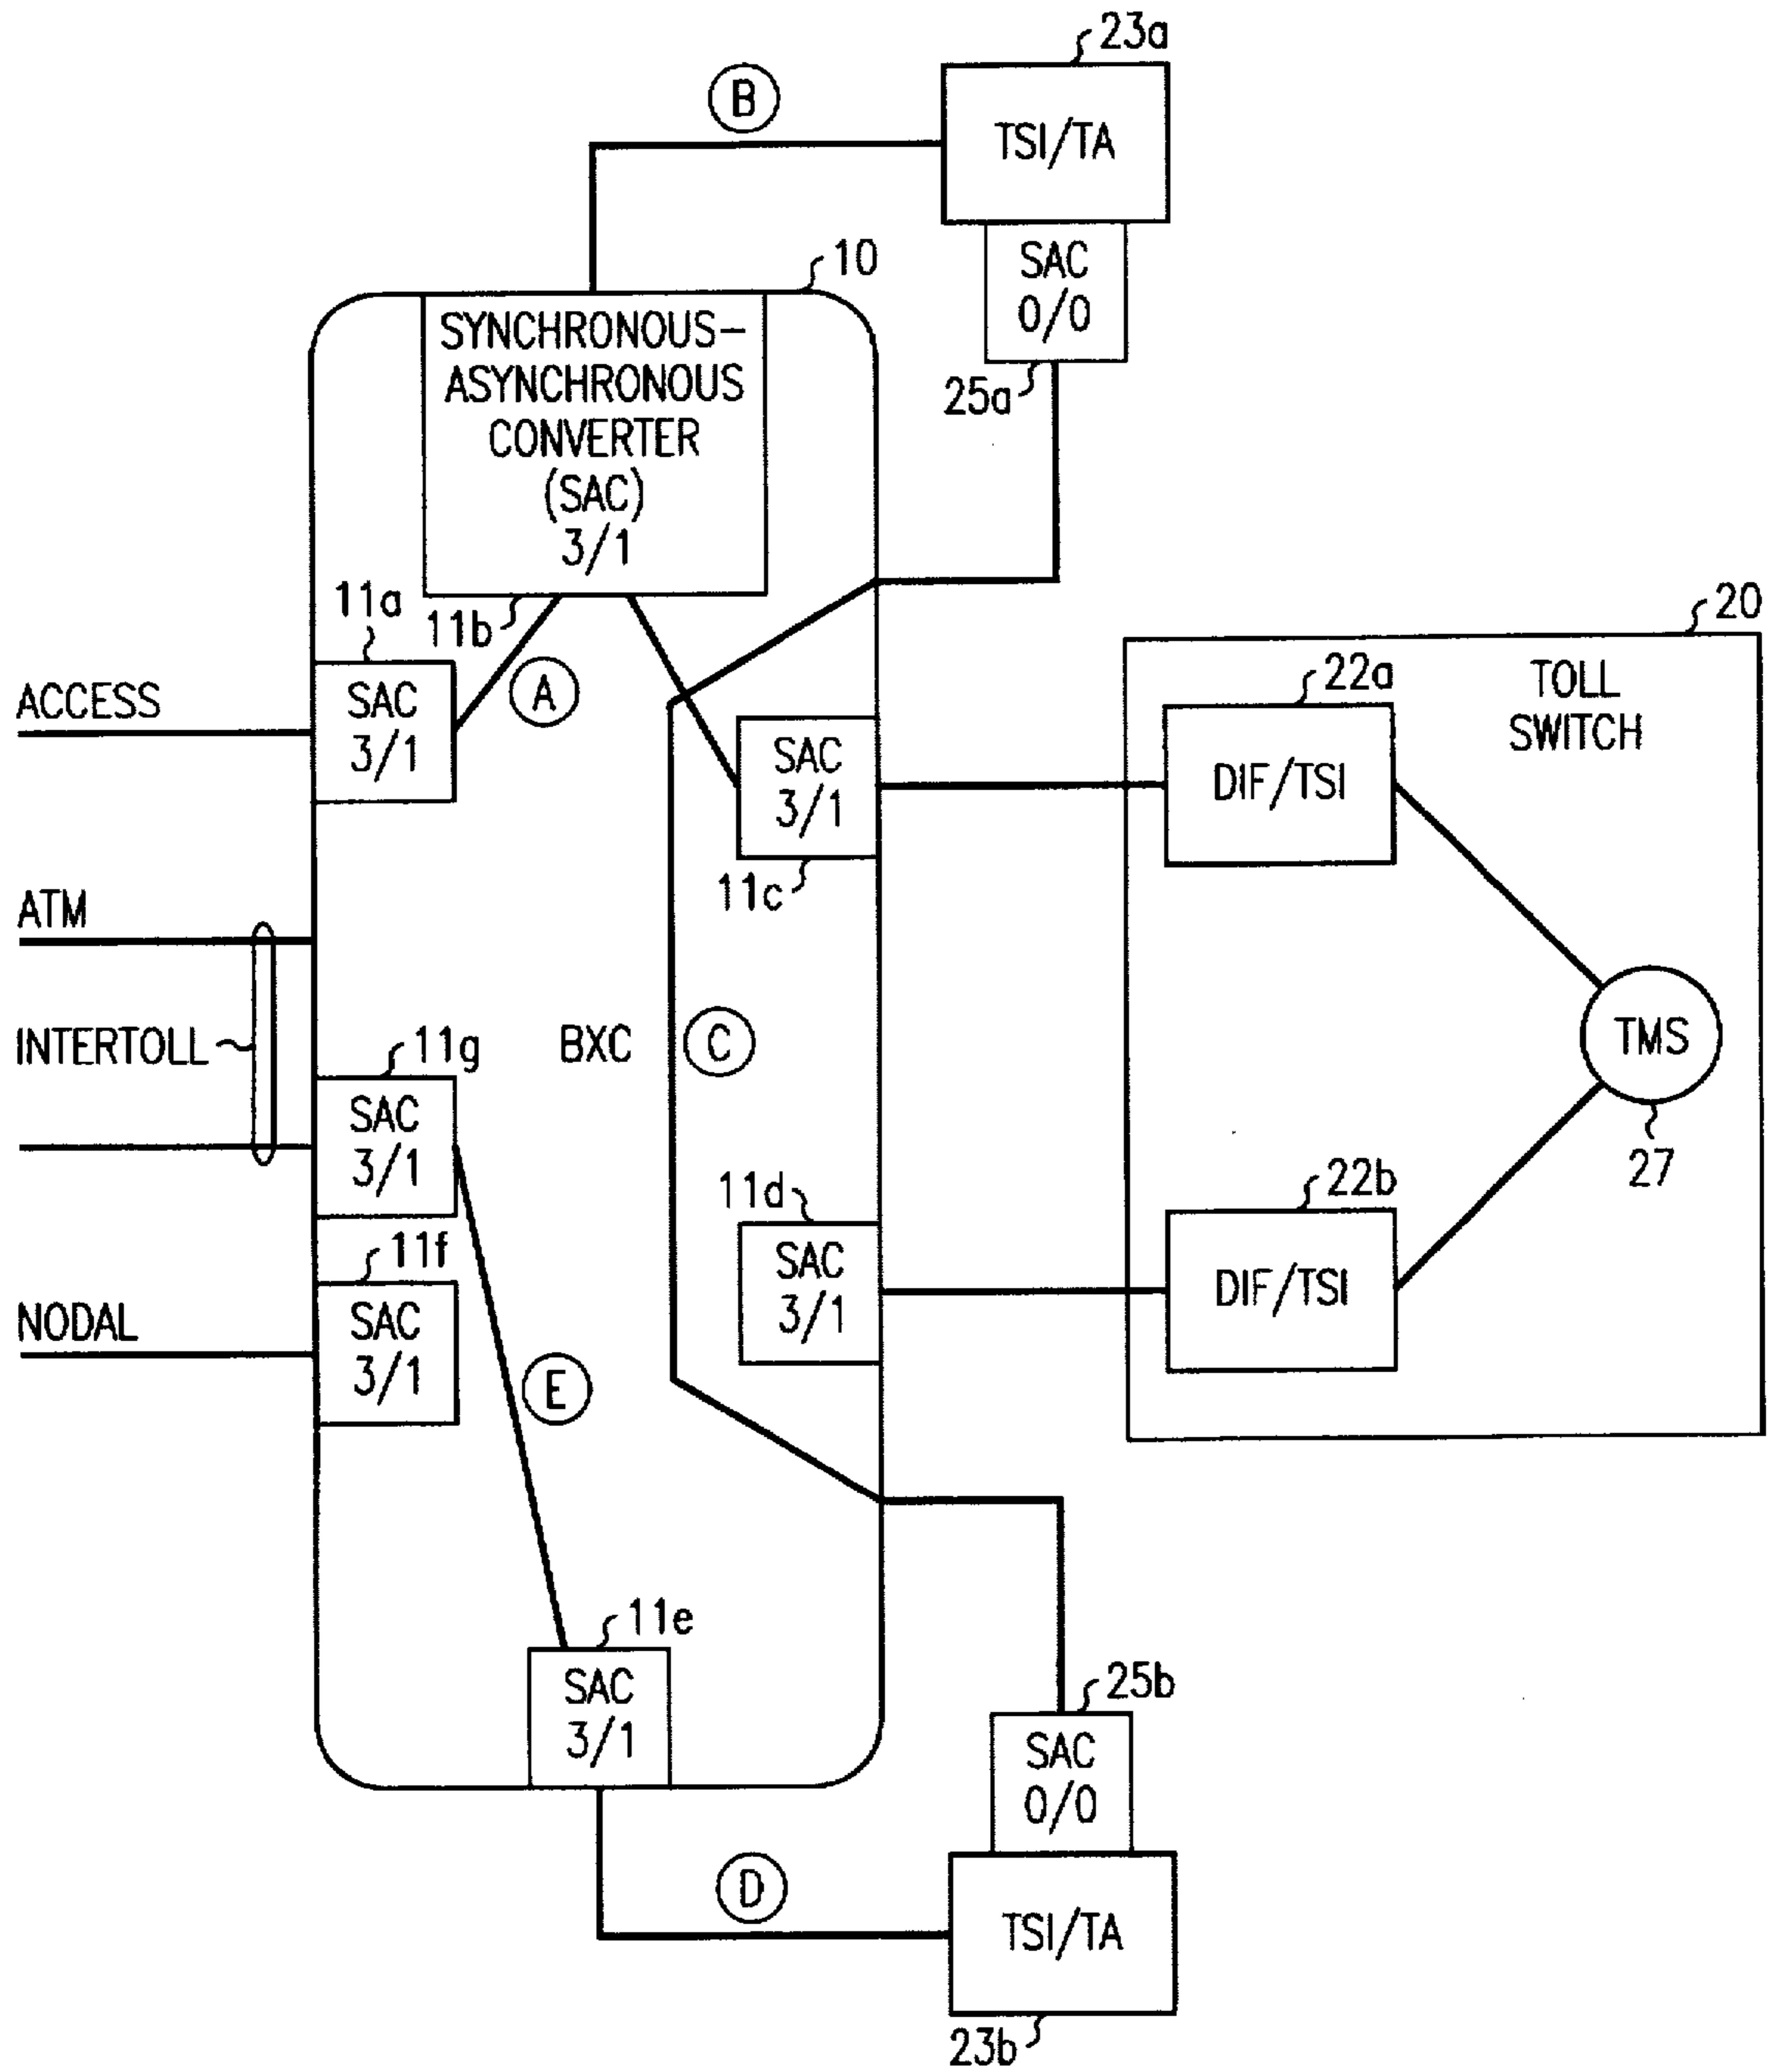 23a
B
TSI/TA
10
SAC
0/0
SYNCHRONOUS-
ASYNCHRONOUS
CONVERTER
(SAC)
3/1
25a
11a
11b
20
TOLL
SWITCH
22a
ACCESS
SAC
3/1
A
SAC
3/1
DIF/TSI
11c
ATM
INTERTOLL
11g
BXC
C
TMS
SAC
3/1
27
11d
22b
11f
SAC
3/1
DIF/TSI
NODAL
SAC
3/1
E
11e
SAC
3/1
25b
SAC
0/0
D
TSI/TA
23b